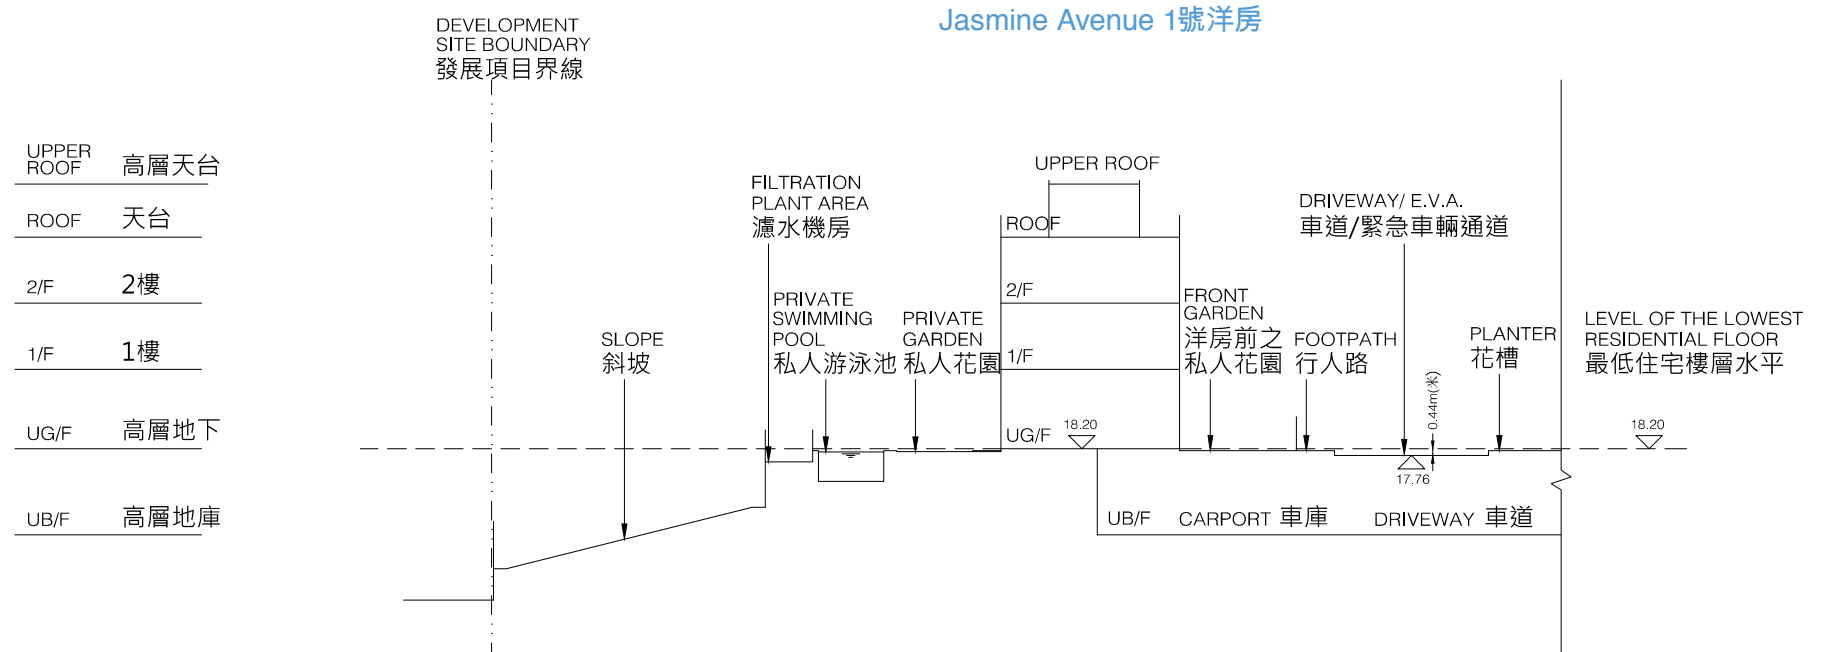 Jasmine Avenue 1號洋房
DEVELOPMENT
SITE BOUNDARY
發展項目界線
UPPER
ROOF 高層天台
ROOF 天台
2/F 2樓
1/F 1樓
UG/F 高層地下
UB/F 高層地庫
SLOPE
斜坡
FILTRATION
PLANT AREA
濾水機房
PRIVATE
SWIMMING
POOL
私人游泳池
PRIVATE
GARDEN
私人花園
UPPER ROOF
ROOF
2/F
1/F
UG/F
18.20
FRONT
GARDEN
洋房前之
私人花園
FOOTPATH
行人路
DRIVEWAY/ E.V.A.
車道/緊急車輛通道
0.44m(米)
17.76
PLANTER
花槽
UB/F CARPORT 車庫 DRIVEWAY 車道
LEVEL OF THE LOWEST
RESIDENTIAL FLOOR
最低住宅樓層水平
18.20